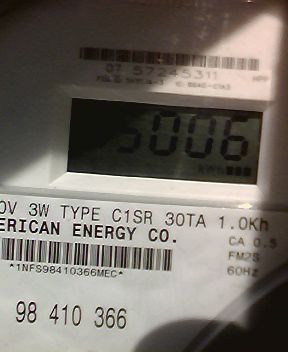 07 57245311
006
kWh
0V 3W TYPE C1SR 30TA 1.0Kh
ERICAN ENERGY CO.
CA 0.5
FM2S
60Hz
*1NFS98410366MEC*
98 410 366